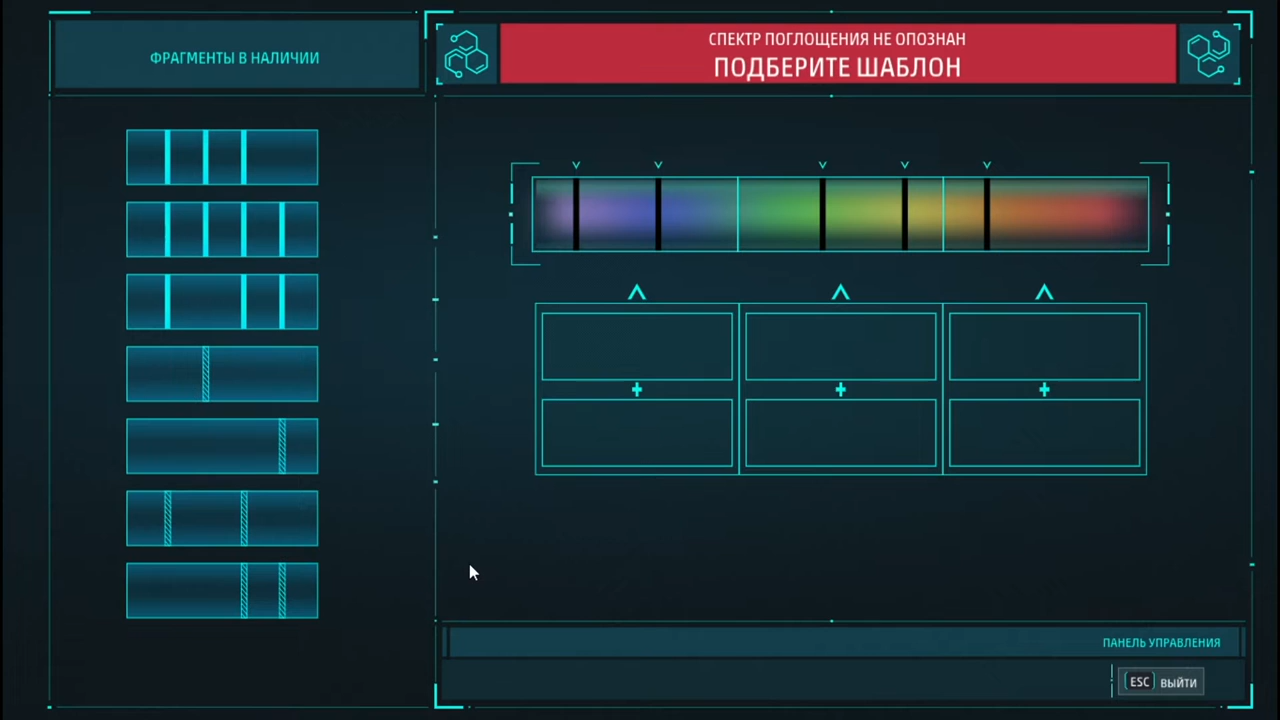 ФРАГМЕНТЫ В НАЛИЧИИ
СПЕКТР ПОГЛОЩЕНИЯ НЕ ОПОЗНАН
ПОДБЕРИТЕ ШАБЛОН
ПАНЕЛЬ УПРАВЛЕНИЯ
ESC ВЫЙТИ